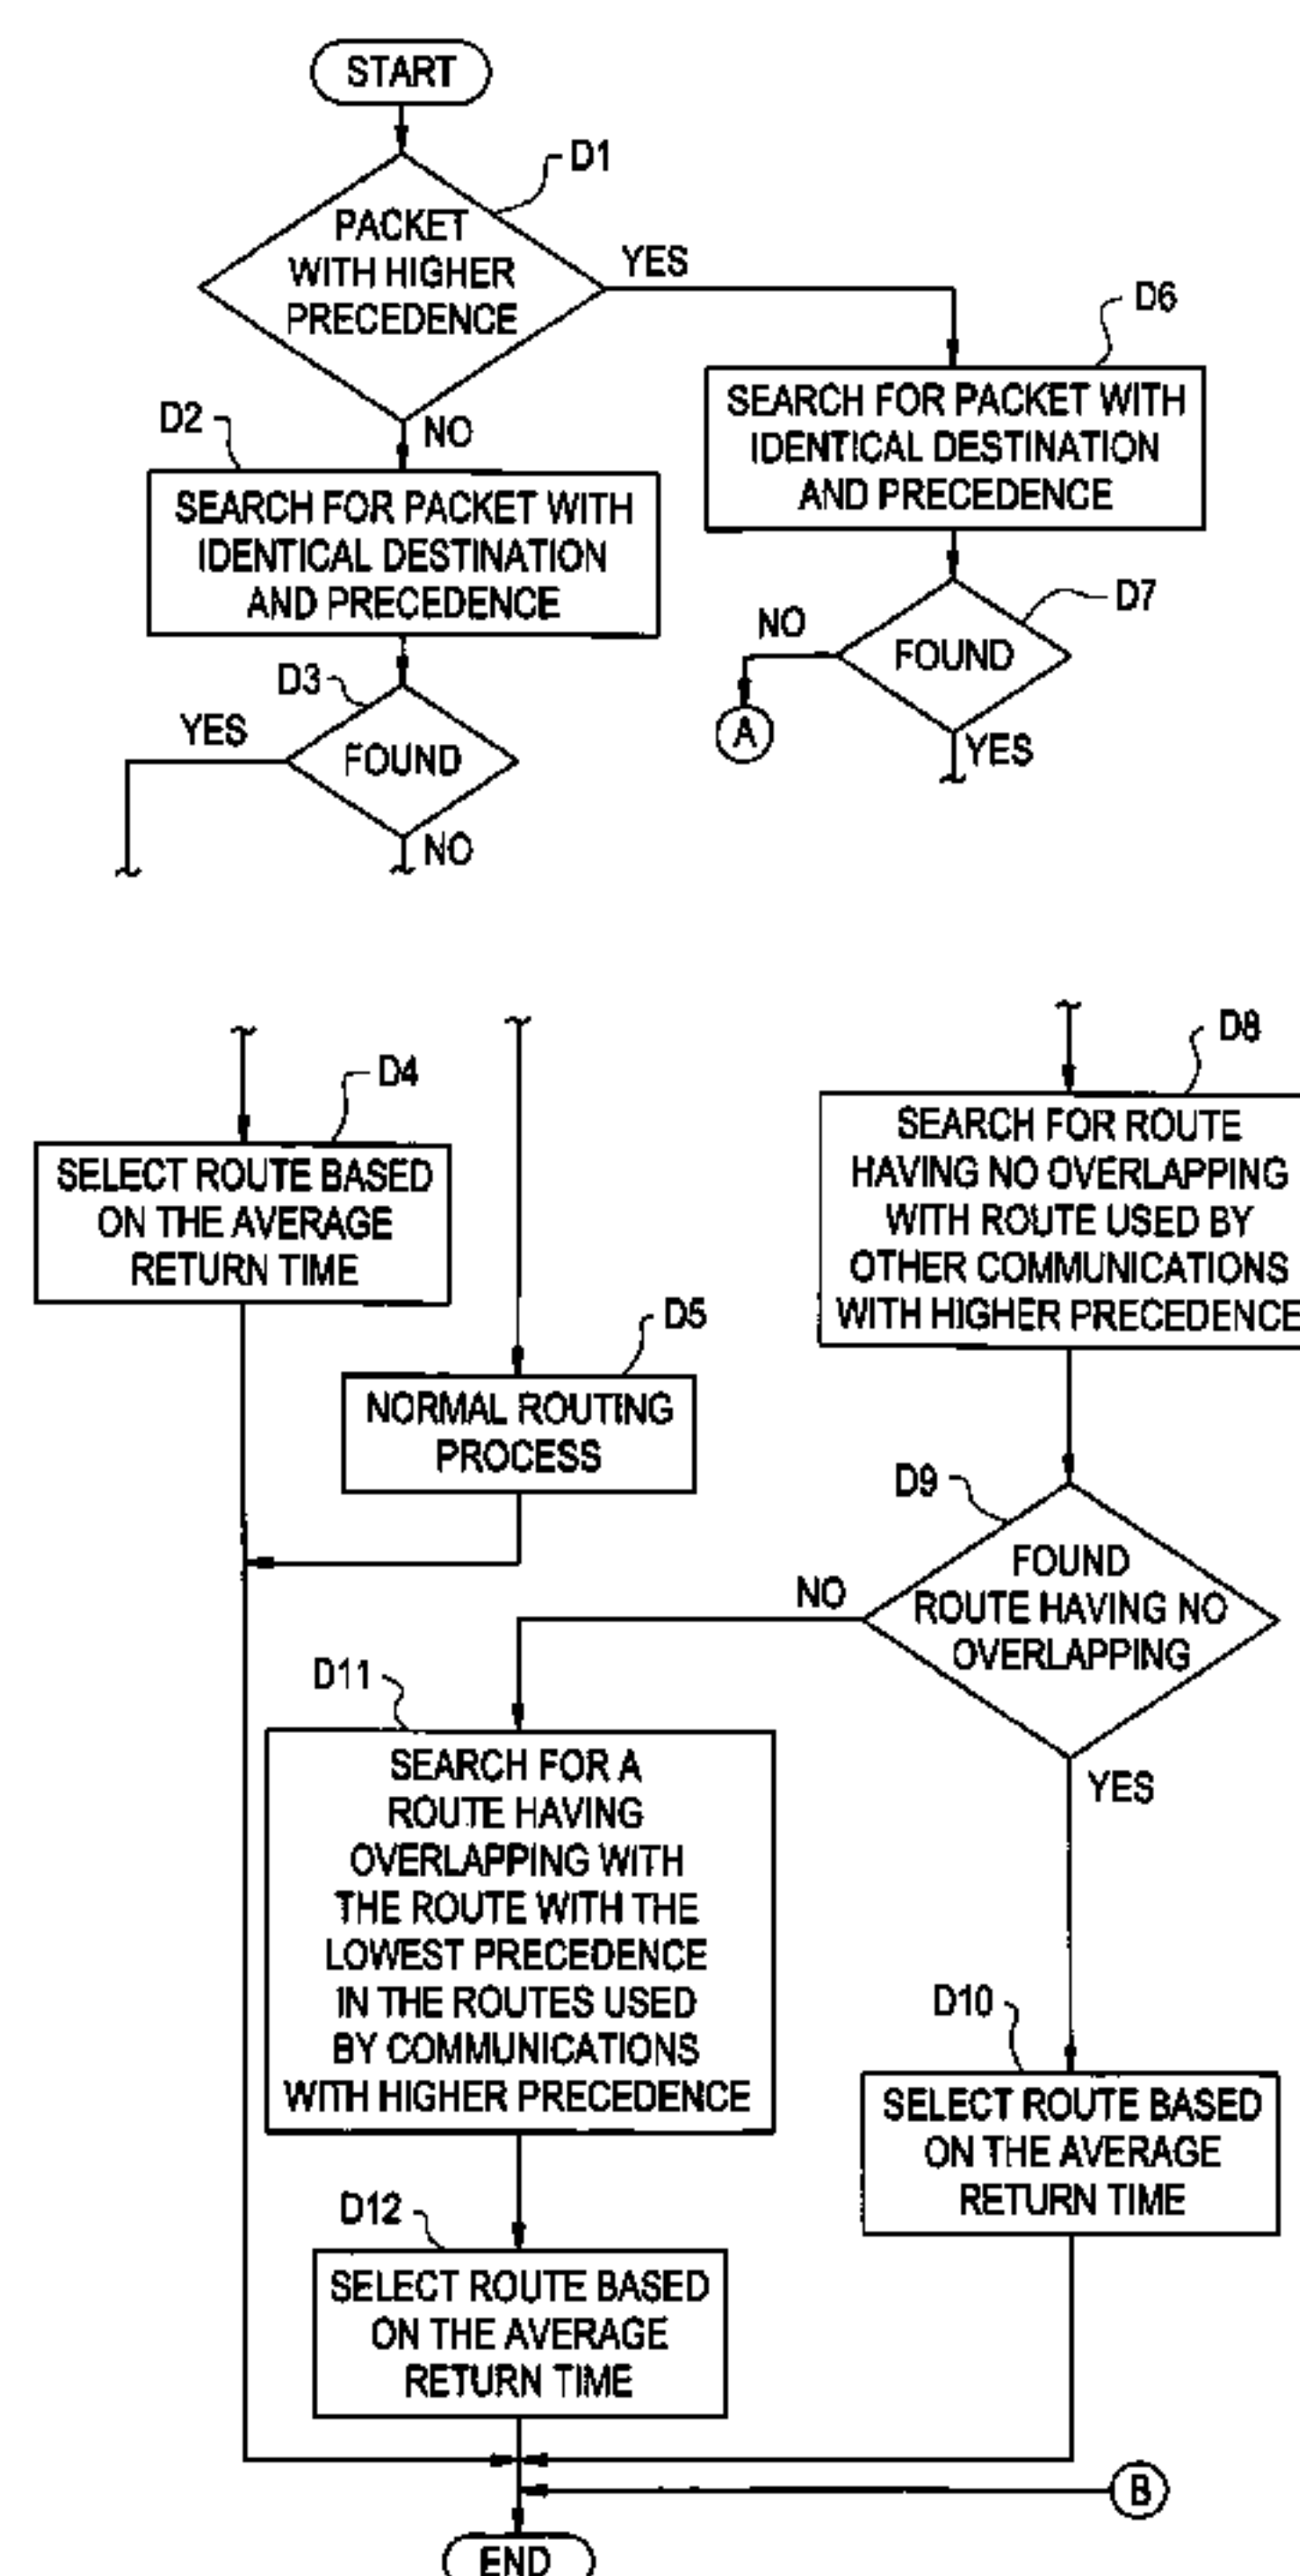 START
D1
PACKET
WITH HIGHER
PRECEDENCE
YES
NO
D6
SEARCH FOR PACKET WITH
IDENTICAL DESTINATION
AND PRECEDENCE
D2
SEARCH FOR PACKET WITH
IDENTICAL DESTINATION
AND PRECEDENCE
D7
FOUND
NO
A
YES
D3
FOUND
YES
NO
D4
SELECT ROUTE BASED
ON THE AVERAGE
RETURN TIME
D5
NORMAL ROUTING
PROCESS
D8
SEARCH FOR ROUTE
HAVING NO OVERLAPPING
WITH ROUTE USED BY
OTHER COMMUNICATIONS
WITH HIGHER PRECEDENCE
D9
FOUND
ROUTE HAVING NO
OVERLAPPING
NO
YES
D11
SEARCH FOR A
ROUTE HAVING
OVERLAPPING WITH
THE ROUTE WITH THE
LOWEST PRECEDENCE
IN THE ROUTES USED
BY COMMUNICATIONS
WITH HIGHER PRECEDENCE
D10
SELECT ROUTE BASED
ON THE AVERAGE
RETURN TIME
D12
SELECT ROUTE BASED
ON THE AVERAGE
RETURN TIME
B
END